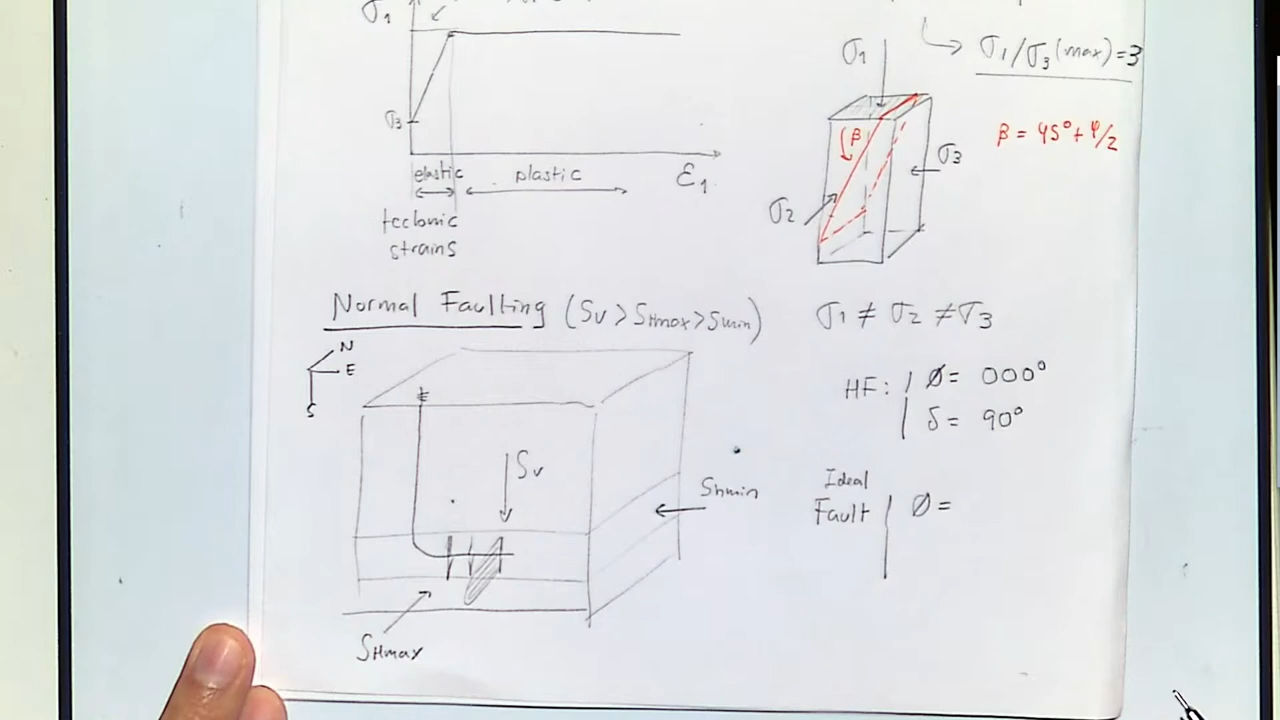 σ1
σ3
elastic
plastic
ε1
tectonic
strains
σ1/σ3(max)=3
σ1
β
σ2
σ3
β = 45°+φ/2
Normal Faulting (Sv > SHmax > Smin)
σ1 ≠ σ2 ≠ σ3
N
E
S
Sv
Shmin
SHmax
HF: | Ø = 000°
| δ = 90°
Ideal
Fault | Ø =